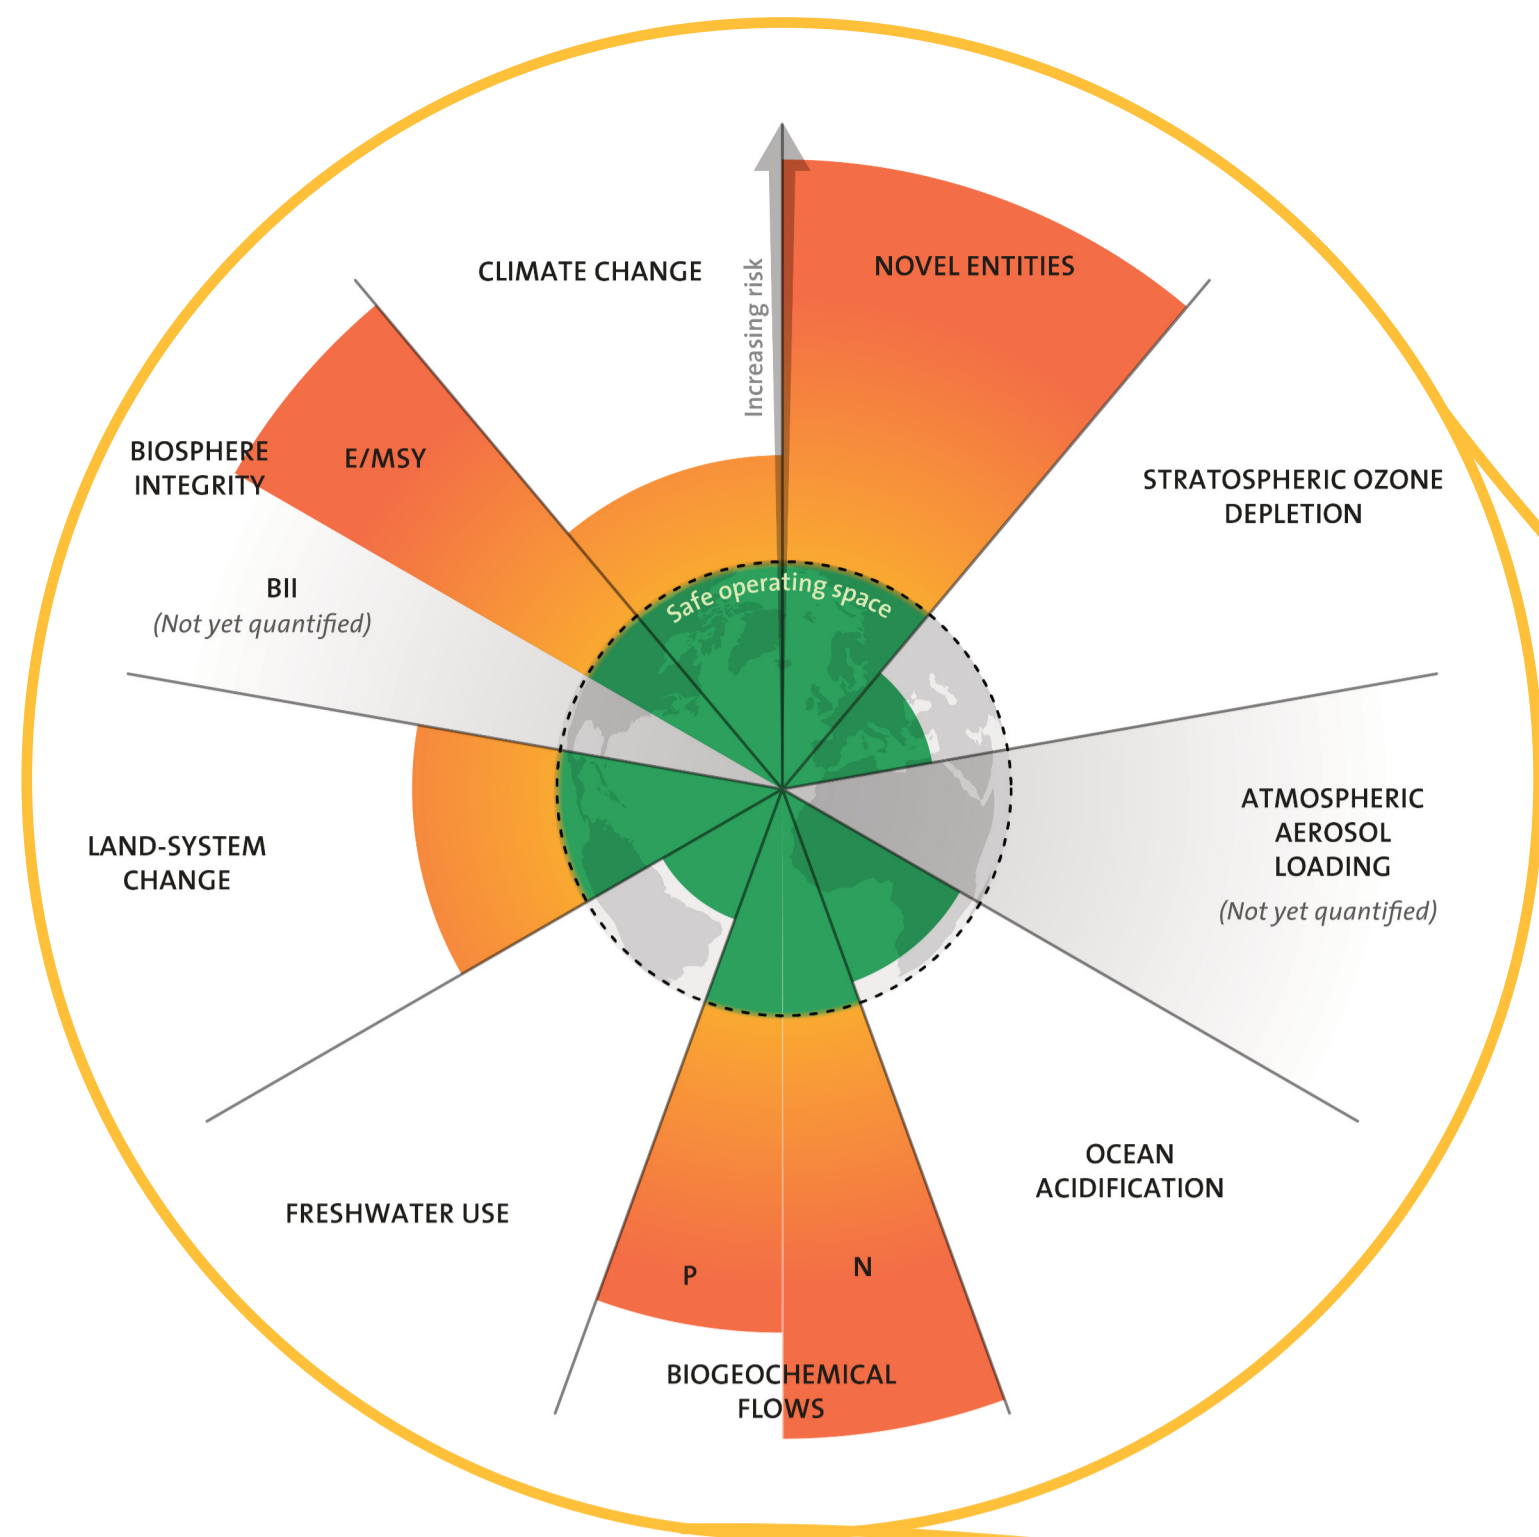 CLIMATE CHANGE
Increasing risk
NOVEL ENTITIES
STRATOSPHERIC OZONE
DEPLETION
ATMOSPHERIC
AEROSOL
LOADING
(Not yet quantified)
OCEAN
ACIDIFICATION
N
P
BIOGEOCHEMICAL
FLOWS
FRESHWATER USE
LAND-SYSTEM
CHANGE
BII
(Not yet quantified)
BIOSPHERE
INTEGRITY
E/MSY
Safe operating space